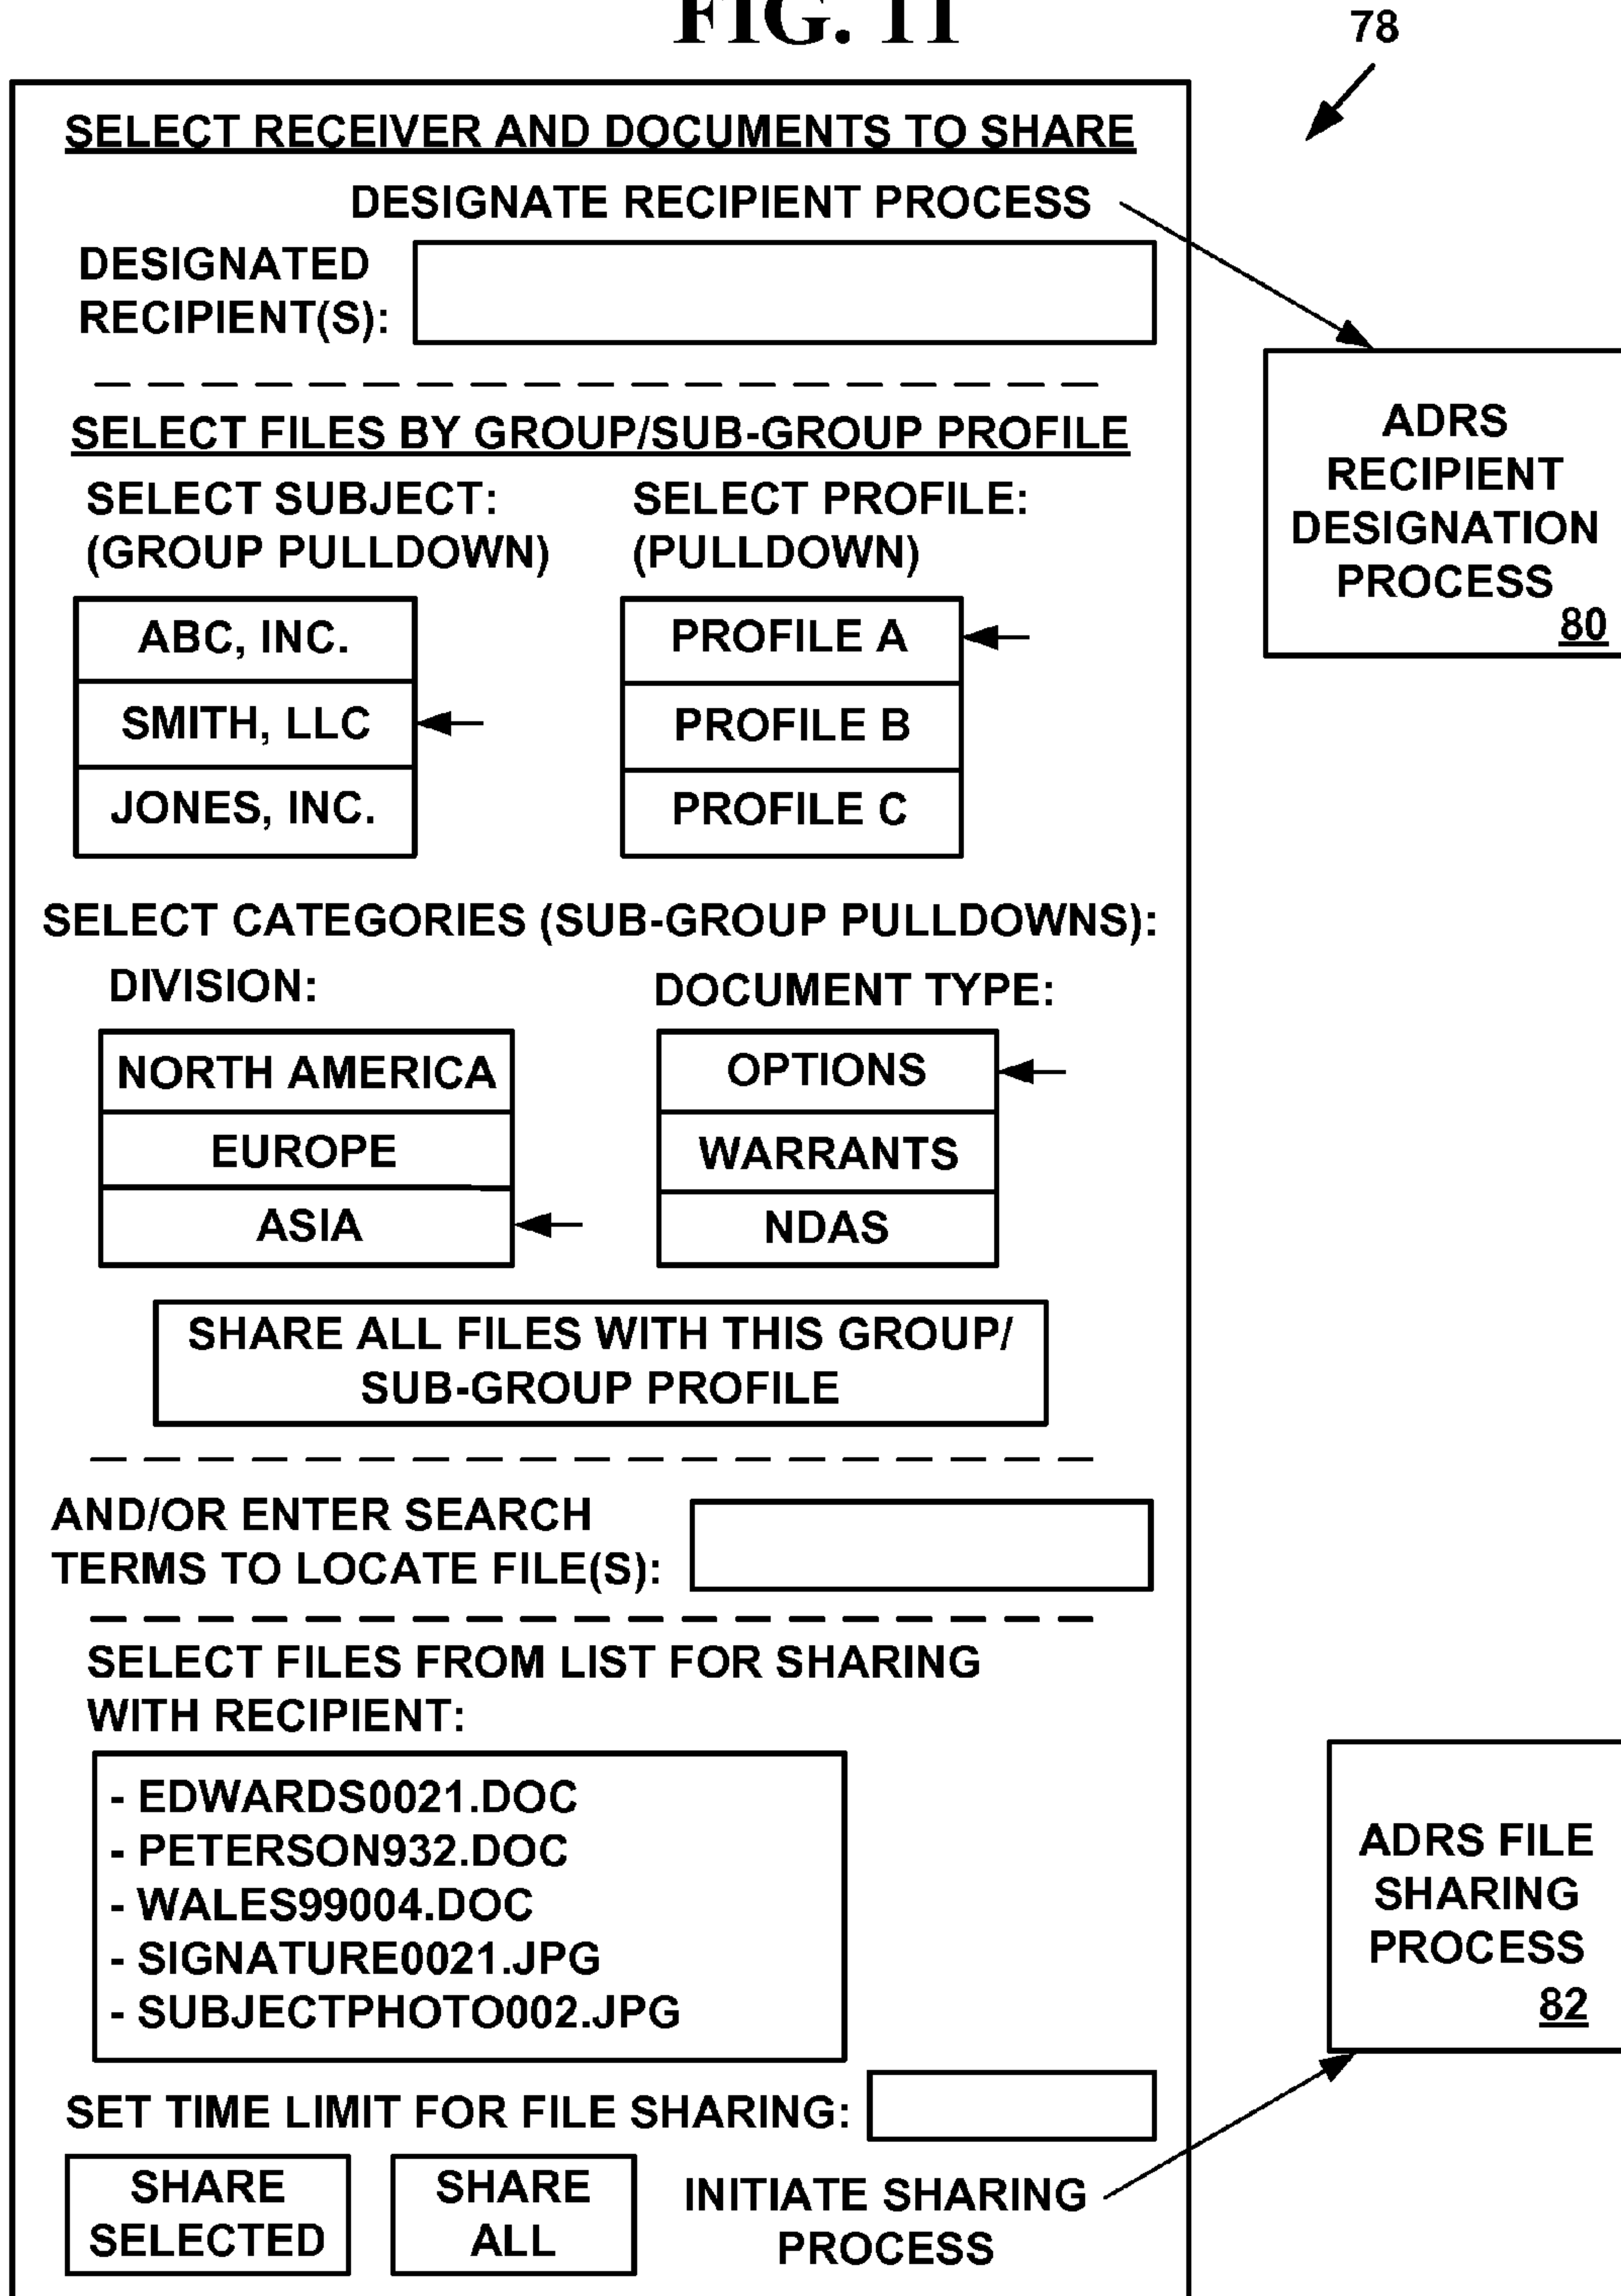 FIG. 11
78
SELECT RECEIVER AND DOCUMENTS TO SHARE
DESIGNATE RECIPIENT PROCESS
DESIGNATED
RECIPIENT(S):
ADRS
RECIPIENT
DESIGNATION
PROCESS
80
SELECT FILES BY GROUP/SUB-GROUP PROFILE
SELECT SUBJECT:
(GROUP PULLDOWN)
ABC, INC.
SMITH, LLC
JONES, INC.
SELECT PROFILE:
(PULLDOWN)
PROFILE A
PROFILE B
PROFILE C
SELECT CATEGORIES (SUB-GROUP PULLDOWNS):
DIVISION:
NORTH AMERICA
EUROPE
ASIA
DOCUMENT TYPE:
OPTIONS
WARRANTS
NDAS
SHARE ALL FILES WITH THIS GROUP/
SUB-GROUP PROFILE
AND/OR ENTER SEARCH
TERMS TO LOCATE FILE(S):
SELECT FILES FROM LIST FOR SHARING
WITH RECIPIENT:
- EDWARDS0021.DOC
- PETERSON932.DOC
- WALES99004.DOC
- SIGNATURE0021.JPG
- SUBJECTPHOTO002.JPG
ADRS FILE
SHARING
PROCESS
82
SET TIME LIMIT FOR FILE SHARING:
SHARE
SELECTED
SHARE
ALL
INITIATE SHARING
PROCESS